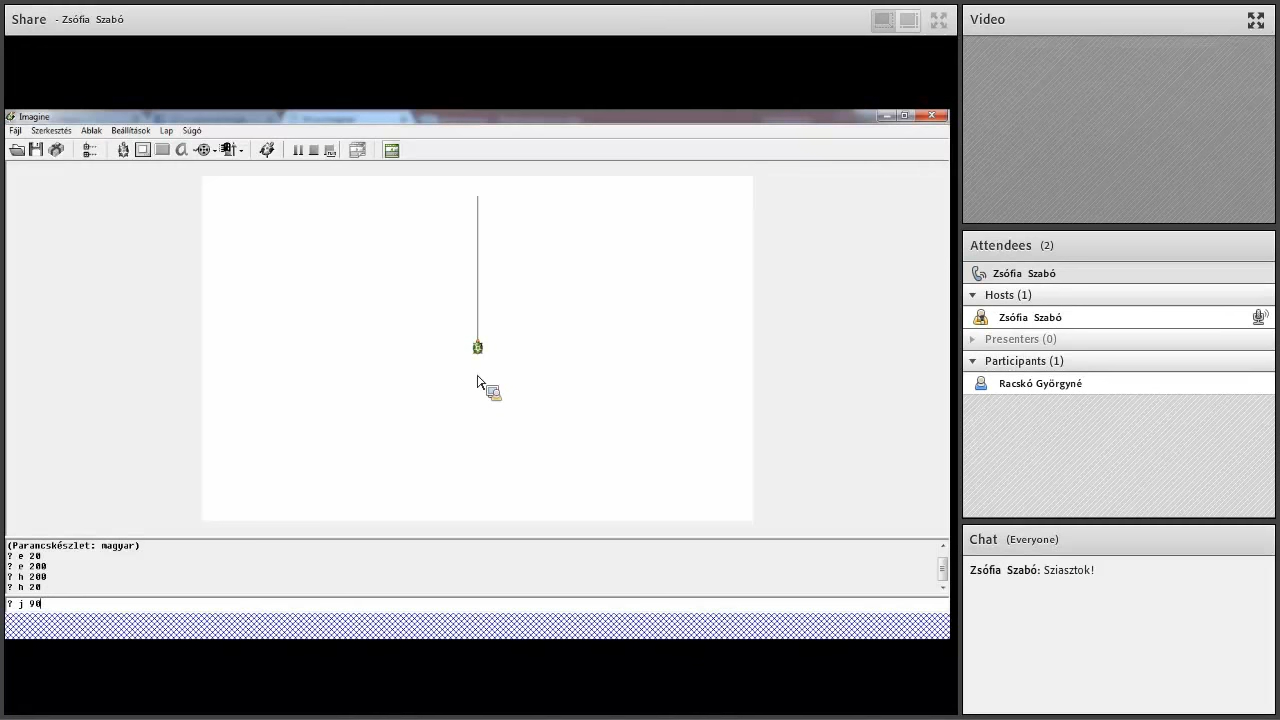 Share - Zsófia Szabó
Imagine
Fájl Szerkesztés Ablak Beállítások Lap Súgó
(Parancskészlet: magyar)
? e 20
? e 200
? h 200
? h 20
? j 90
Video
Attendees (2)
Zsófia Szabó
Hosts (1)
Zsófia Szabó
Presenters (0)
Participants (1)
Racskó Györgyné
Chat (Everyone)
Zsófia Szabó: Sziasztok!